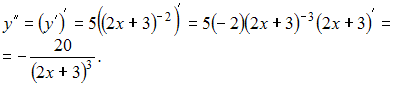 y″ = (y′)′ = 5((2x + 3)⁻²)′ = 5(−2)(2x + 3)⁻³(2x + 3)′ =
= − 20/(2x + 3)³.